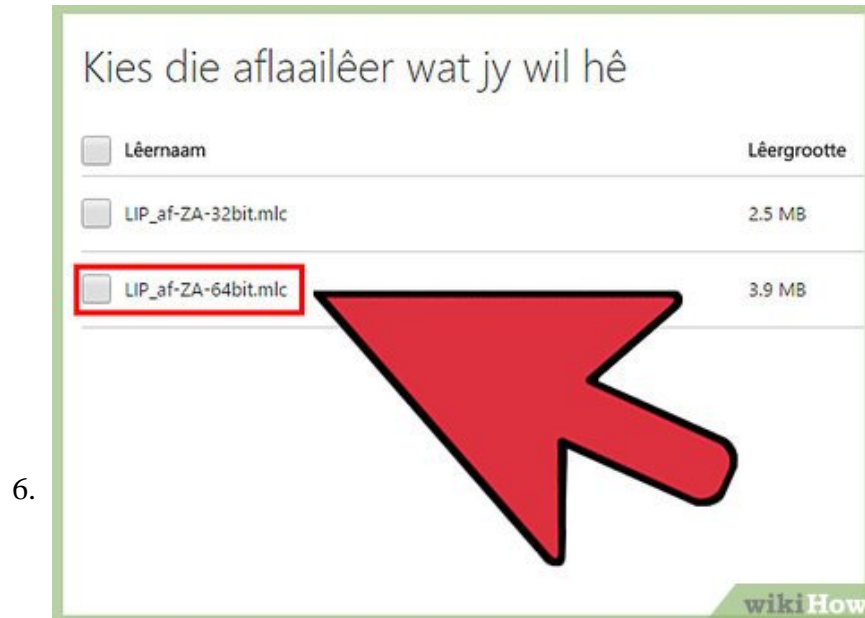 Kies die aflaailêer wat jy wil hê
Lêernaam Lêergrootte
LIP_af-ZA-32bit.mlc 2.5 MB
LIP_af-ZA-64bit.mlc 3.9 MB
6.
wikiHow